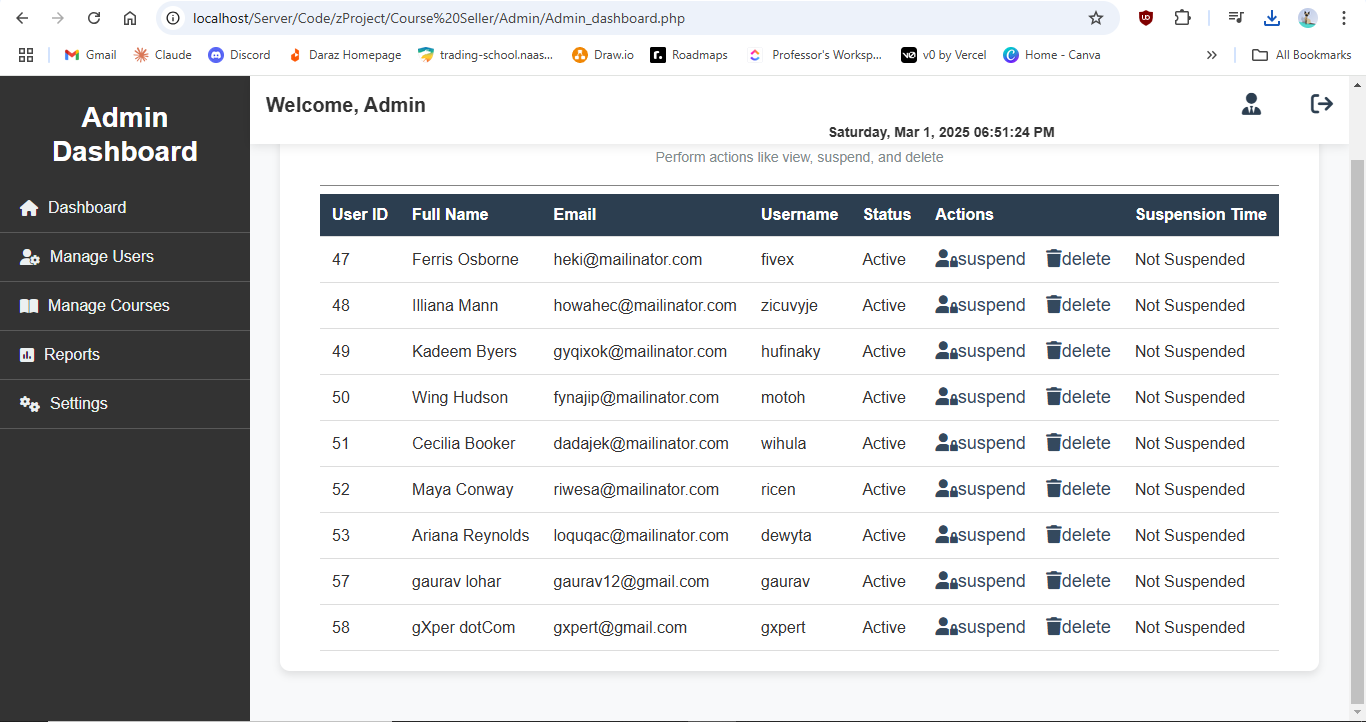 localhost/Server/Code/zProject/Course%20Seller/Admin/Admin_dashboard.php
Gmail Claude Discord Daraz Homepage trading-school.naas... Draw.io Roadmaps Professor's Worksp... v0 by Vercel Home - Canva » All Bookmarks
Admin
Dashboard
Dashboard
Manage Users
Manage Courses
Reports
Settings
Welcome, Admin
Saturday, Mar 1, 2025 06:51:24 PM
Perform actions like view, suspend, and delete
User ID Full Name Email Username Status Actions Suspension Time
47 Ferris Osborne heki@mailinator.com fivex Active suspend delete Not Suspended
48 Illiana Mann howahec@mailinator.com zicuvyje Active suspend delete Not Suspended
49 Kadeem Byers gyqixok@mailinator.com hufinaky Active suspend delete Not Suspended
50 Wing Hudson fynajip@mailinator.com motoh Active suspend delete Not Suspended
51 Cecilia Booker dadajek@mailinator.com wihula Active suspend delete Not Suspended
52 Maya Conway riwesa@mailinator.com ricen Active suspend delete Not Suspended
53 Ariana Reynolds loquqac@mailinator.com dewyta Active suspend delete Not Suspended
57 gaurav lohar gaurav12@gmail.com gaurav Active suspend delete Not Suspended
58 gXper dotCom gxpert@gmail.com gxpert Active suspend delete Not Suspended